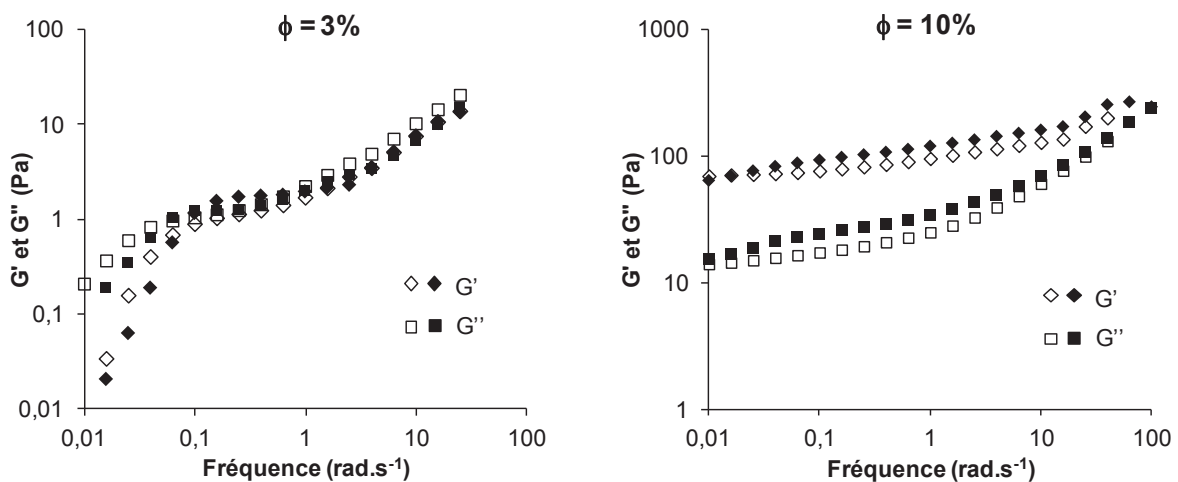 ϕ = 3%
100
10
1
0,1
0,01
G' et G" (Pa)
G'
G''
0,01
0,1
1
10
100
Fréquence (rad.s⁻¹)
ϕ = 10%
1000
100
10
1
G' et G" (Pa)
G'
G''
0,01
0,1
1
10
100
Fréquence (rad.s⁻¹)